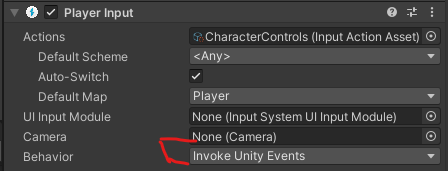 Player Input
Actions CharacterControls (Input Action Asset)
Default Scheme <Any>
Auto-Switch
Default Map Player
UI Input Module None (Input System UI Input Module)
Camera None (Camera)
Behavior Invoke Unity Events